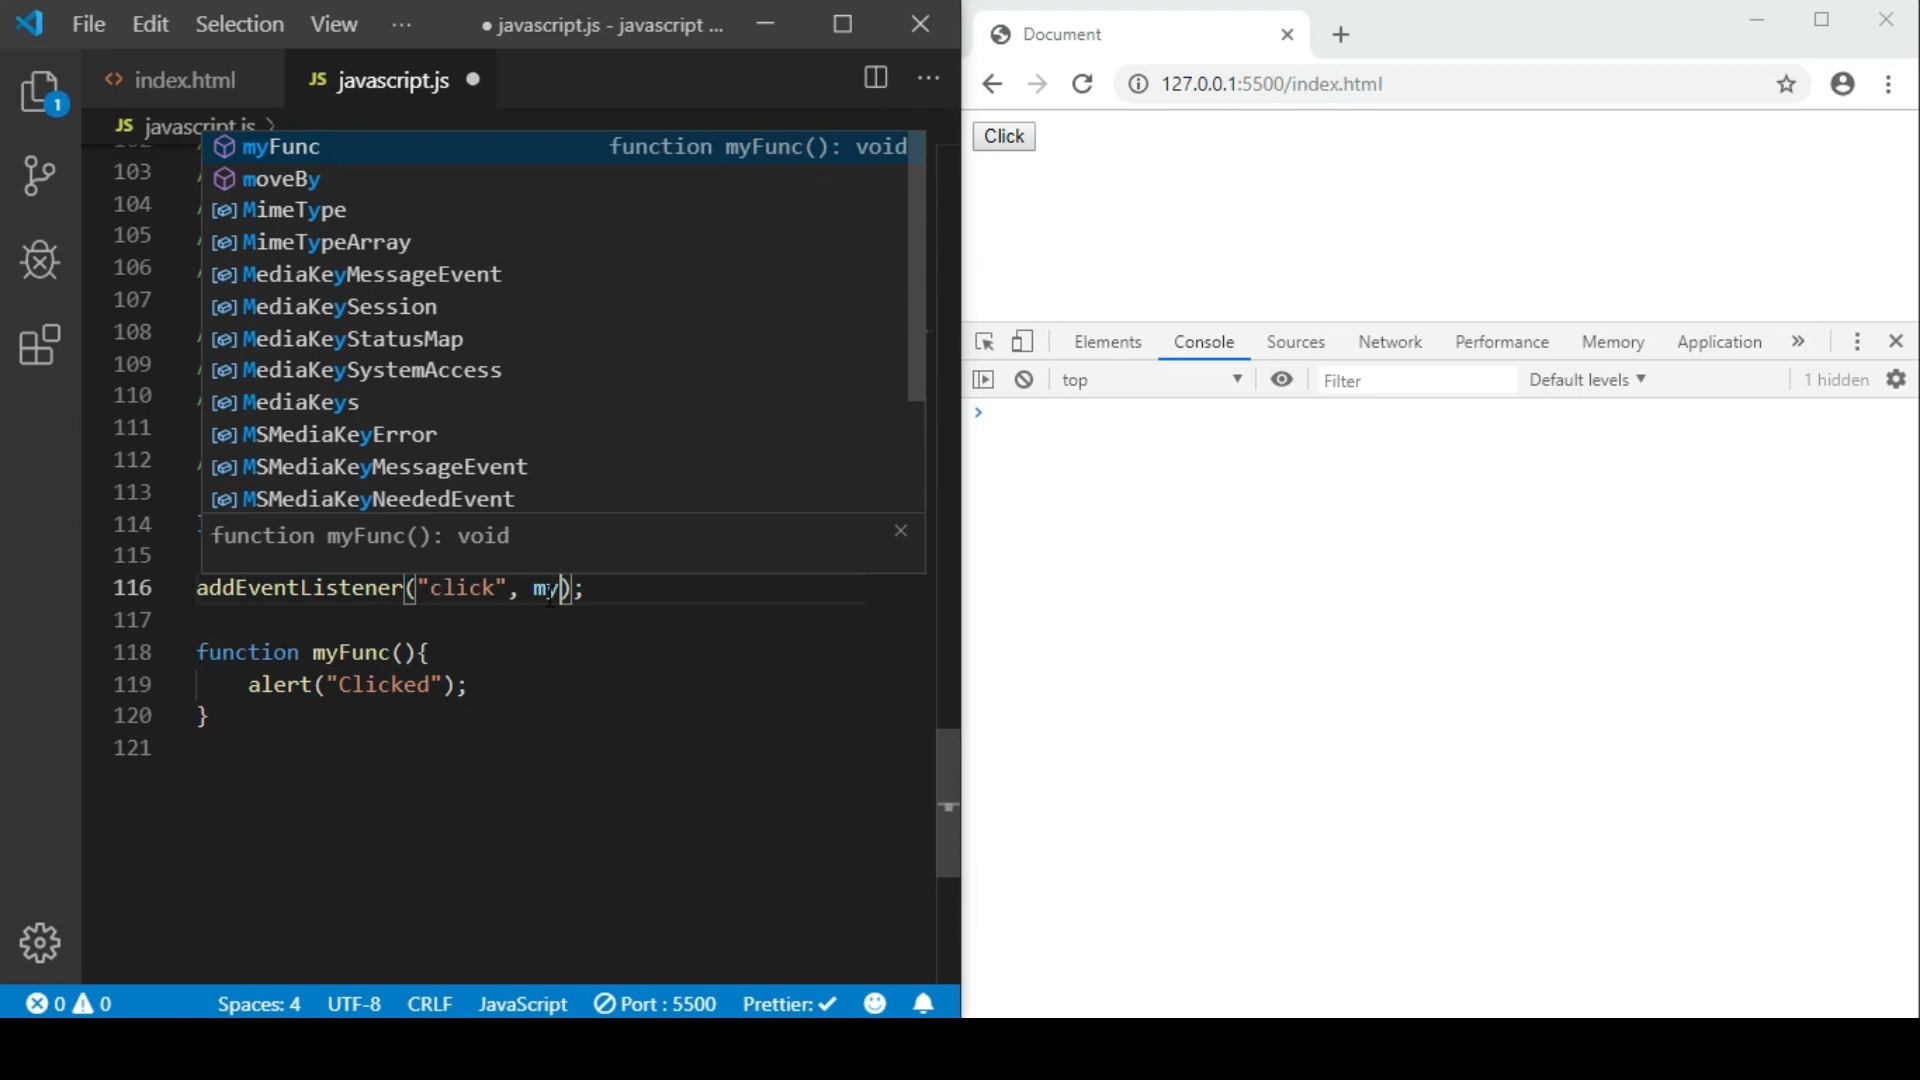 File Edit Selection View ... ● javascript.js - javascript ...
index.html JS javascript.js ●
JS javascript.js >
103
104
105
106
107
108
109
110
111
112
113
114
115
myFunc function myFunc(): void
moveBy
MimeType
MimeTypeArray
MediaKeyMessageEvent
MediaKeySession
MediaKeyStatusMap
MediaKeySystemAccess
MediaKeys
MSMediaKeyError
MSMediaKeyMessageEvent
MSMediaKeyNeededEvent
function myFunc(): void
116 addEventListener("click", my);
117
118 function myFunc(){
119 alert("Clicked");
120 }
121
1
0 0 Spaces: 4 UTF-8 CRLF JavaScript Port : 5500 Prettier: ✓
Document
127.0.0.1:5500/index.html
Click
Elements Console Sources Network Performance Memory Application »
top Filter Default levels ▼ 1 hidden
>